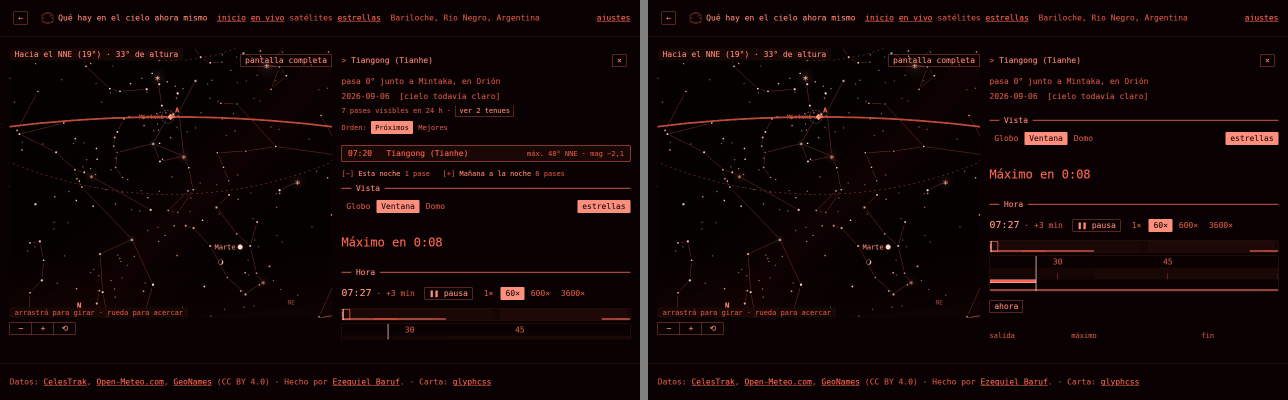 ← Qué hay en el cielo ahora mismo inicio en vivo satélites estrellas Bariloche, Rio Negro, Argentina ajustes
Hacia el NNE (19°) · 33° de altura
pantalla completa
A
Mintaka
Marte
N
NE
arrastrá para girar · rueda para acercar
− + ⟲
> Tiangong (Tianhe) ×
pasa 0° junto a Mintaka, en Orión
2026-09-06 [cielo todavía claro]
7 pases visibles en 24 h · ver 2 tenues
Orden: Próximos Mejores
07:20 Tiangong (Tianhe) máx. 48° NNE · mag −2,1
[−] Esta noche 1 pase [+] Mañana a la noche 6 pases
Vista
Globo Ventana Domo estrellas
Máximo en 0:08
Hora
07:27 · +3 min ❚❚ pausa 1× 60× 600× 3600×
30 45
Datos: CelesTrak, Open-Meteo.com, GeoNames (CC BY 4.0) · Hecho por Ezequiel Baruf. · Carta: glyphcss
← Qué hay en el cielo ahora mismo inicio en vivo satélites estrellas Bariloche, Rio Negro, Argentina ajustes
Hacia el NNE (19°) · 33° de altura
pantalla completa
A
Mintaka
Marte
N
NE
arrastrá para girar · rueda para acercar
− + ⟲
> Tiangong (Tianhe) ×
pasa 0° junto a Mintaka, en Orión
2026-09-06 [cielo todavía claro]
Vista
Globo Ventana Domo estrellas
Máximo en 0:08
Hora
07:27 · +3 min ❚❚ pausa 1× 60× 600× 3600×
30 45
ahora
salida máximo fin
Datos: CelesTrak, Open-Meteo.com, GeoNames (CC BY 4.0) · Hecho por Ezequiel Baruf. · Carta: glyphcss